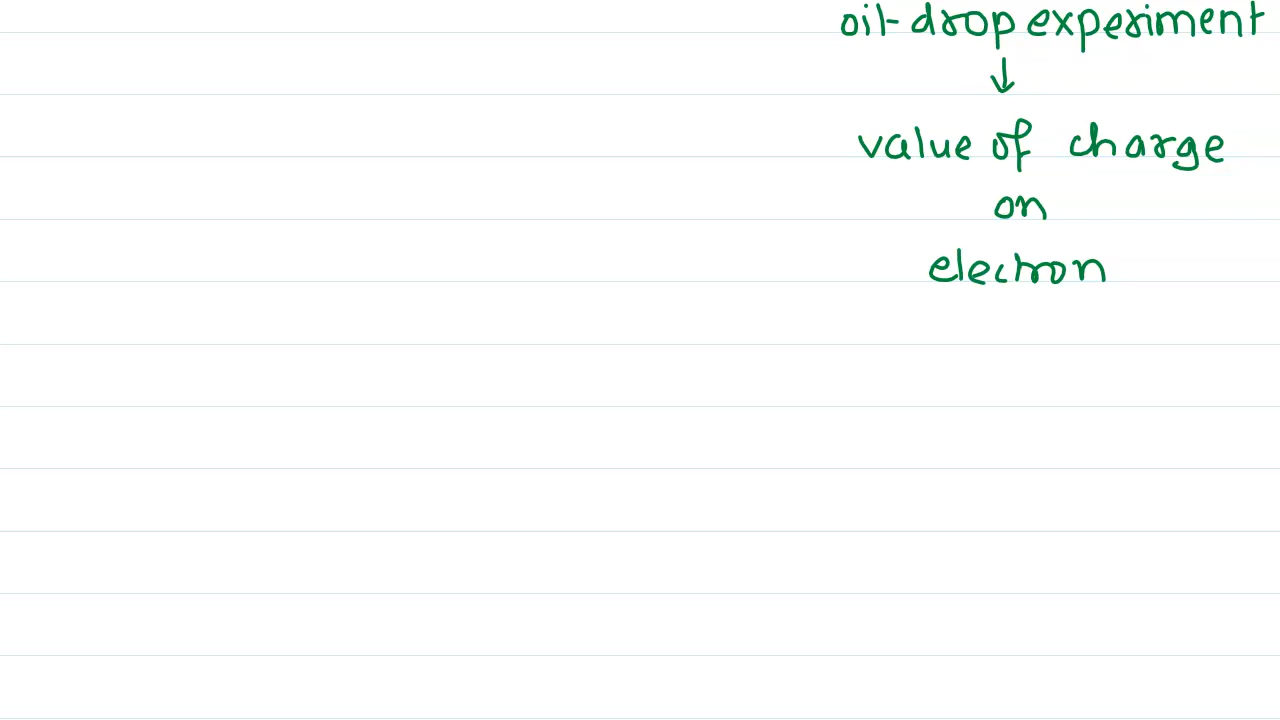 oil-drop experiment
↓
value of charge
on
electron